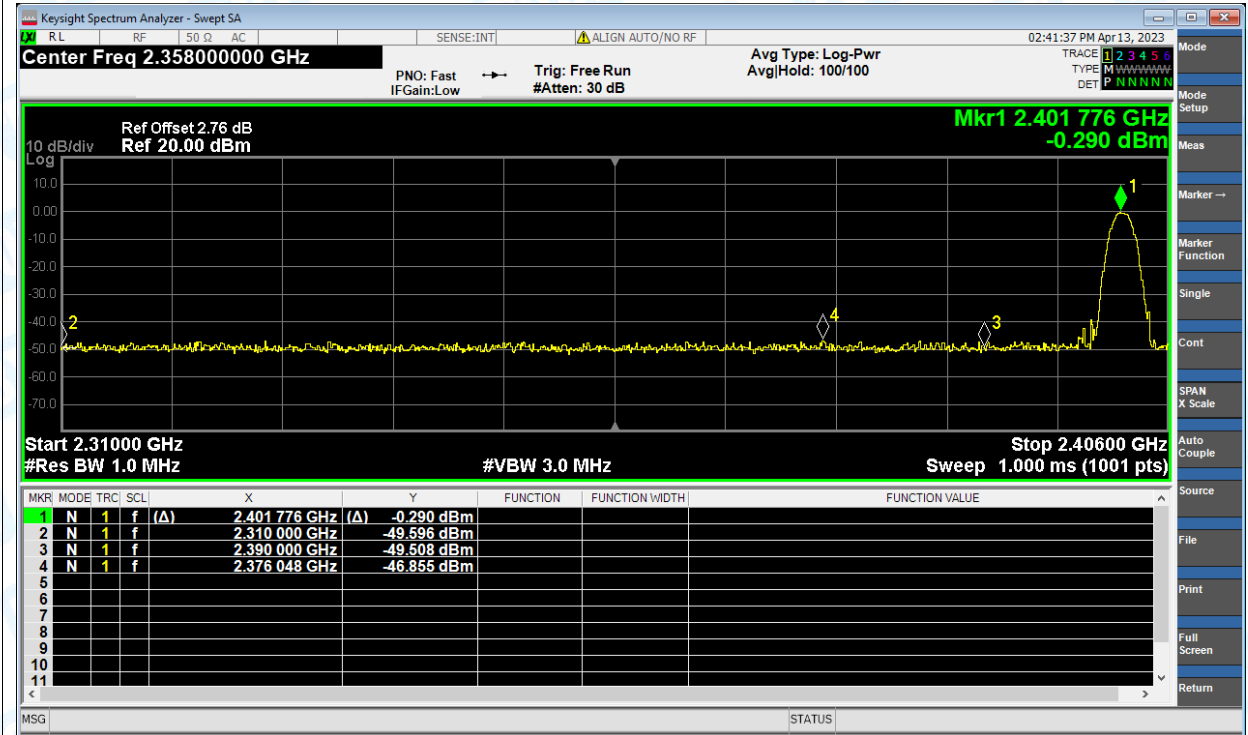 Keysight Spectrum Analyzer - Swept SA
LXI RL RF 50 Ω AC SENSE:INT ALIGN AUTO/NO RF 02:41:37 PM Apr 13, 2023
Center Freq 2.358000000 GHz
PNO: Fast
IFGain:Low
Trig: Free Run
#Atten: 30 dB
Avg Type: Log-Pwr
Avg|Hold: 100/100
TRACE 1 2 3 4 5 6
TYPE M WWWWW
DET P N N N N N
Ref Offset 2.76 dB
10 dB/div Ref 20.00 dBm
Log
Mkr1 2.401 776 GHz
-0.290 dBm
10.0
0.00
-10.0
-20.0
-30.0
-40.0
-50.0
-60.0
-70.0
1
2
4
3
Start 2.31000 GHz Stop 2.40600 GHz
#Res BW 1.0 MHz #VBW 3.0 MHz Sweep 1.000 ms (1001 pts)
MKR MODE TRC SCL X Y FUNCTION FUNCTION WIDTH FUNCTION VALUE
1 N 1 f (Δ) 2.401 776 GHz (Δ) -0.290 dBm
2 N 1 f 2.310 000 GHz -49.596 dBm
3 N 1 f 2.390 000 GHz -49.508 dBm
4 N 1 f 2.376 048 GHz -46.855 dBm
5
6
7
8
9
10
11
MSG STATUS
Mode
Mode
Setup
Meas
Marker →
Marker
Function
Single
Cont
SPAN
X Scale
Auto
Couple
Source
File
Print
Full
Screen
Return